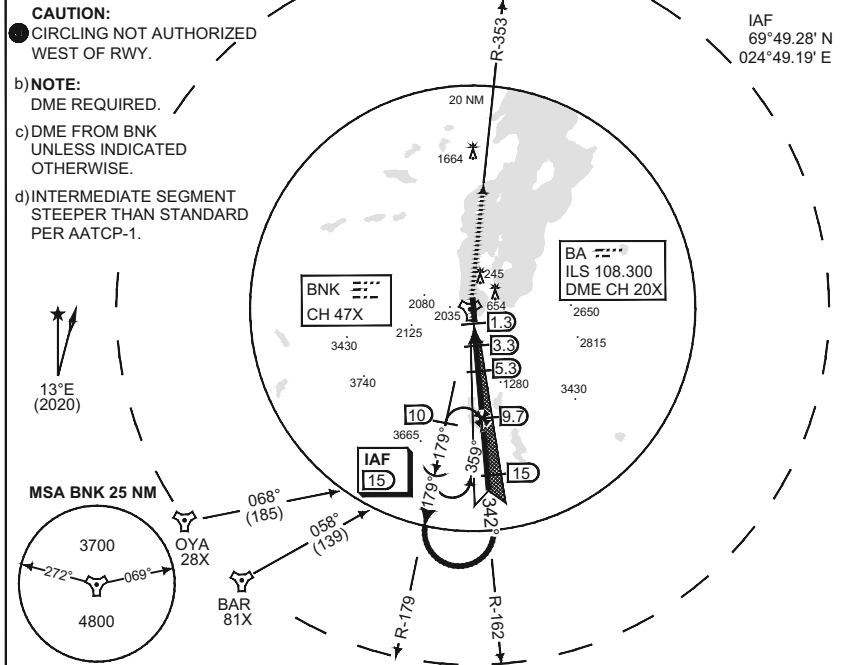 CAUTION:
CIRCLING NOT AUTHORIZED
WEST OF RWY.
b) NOTE:
DME REQUIRED.
c) DME FROM BNK
UNLESS INDICATED
OTHERWISE.
d) INTERMEDIATE SEGMENT
STEEPER THAN STANDARD
PER AATCP-1.
IAF
69°49.28' N
024°49.19' E
R-353
20 NM
1664
BA
ILS 108.300
DME CH 20X
BNK
CH 47X
245
654
2080
2035
2125
3430
2650
2815
1.3
3.3
5.3
1280
3740
3430
13°E
(2020)
10
9.7
3665
179°
359°
IAF
15
15
179°
342°
MSA BNK 25 NM
3700
272°
069°
4800
068°
(185)
OYA
28X
058°
(139)
BAR
81X
R-179
R-162